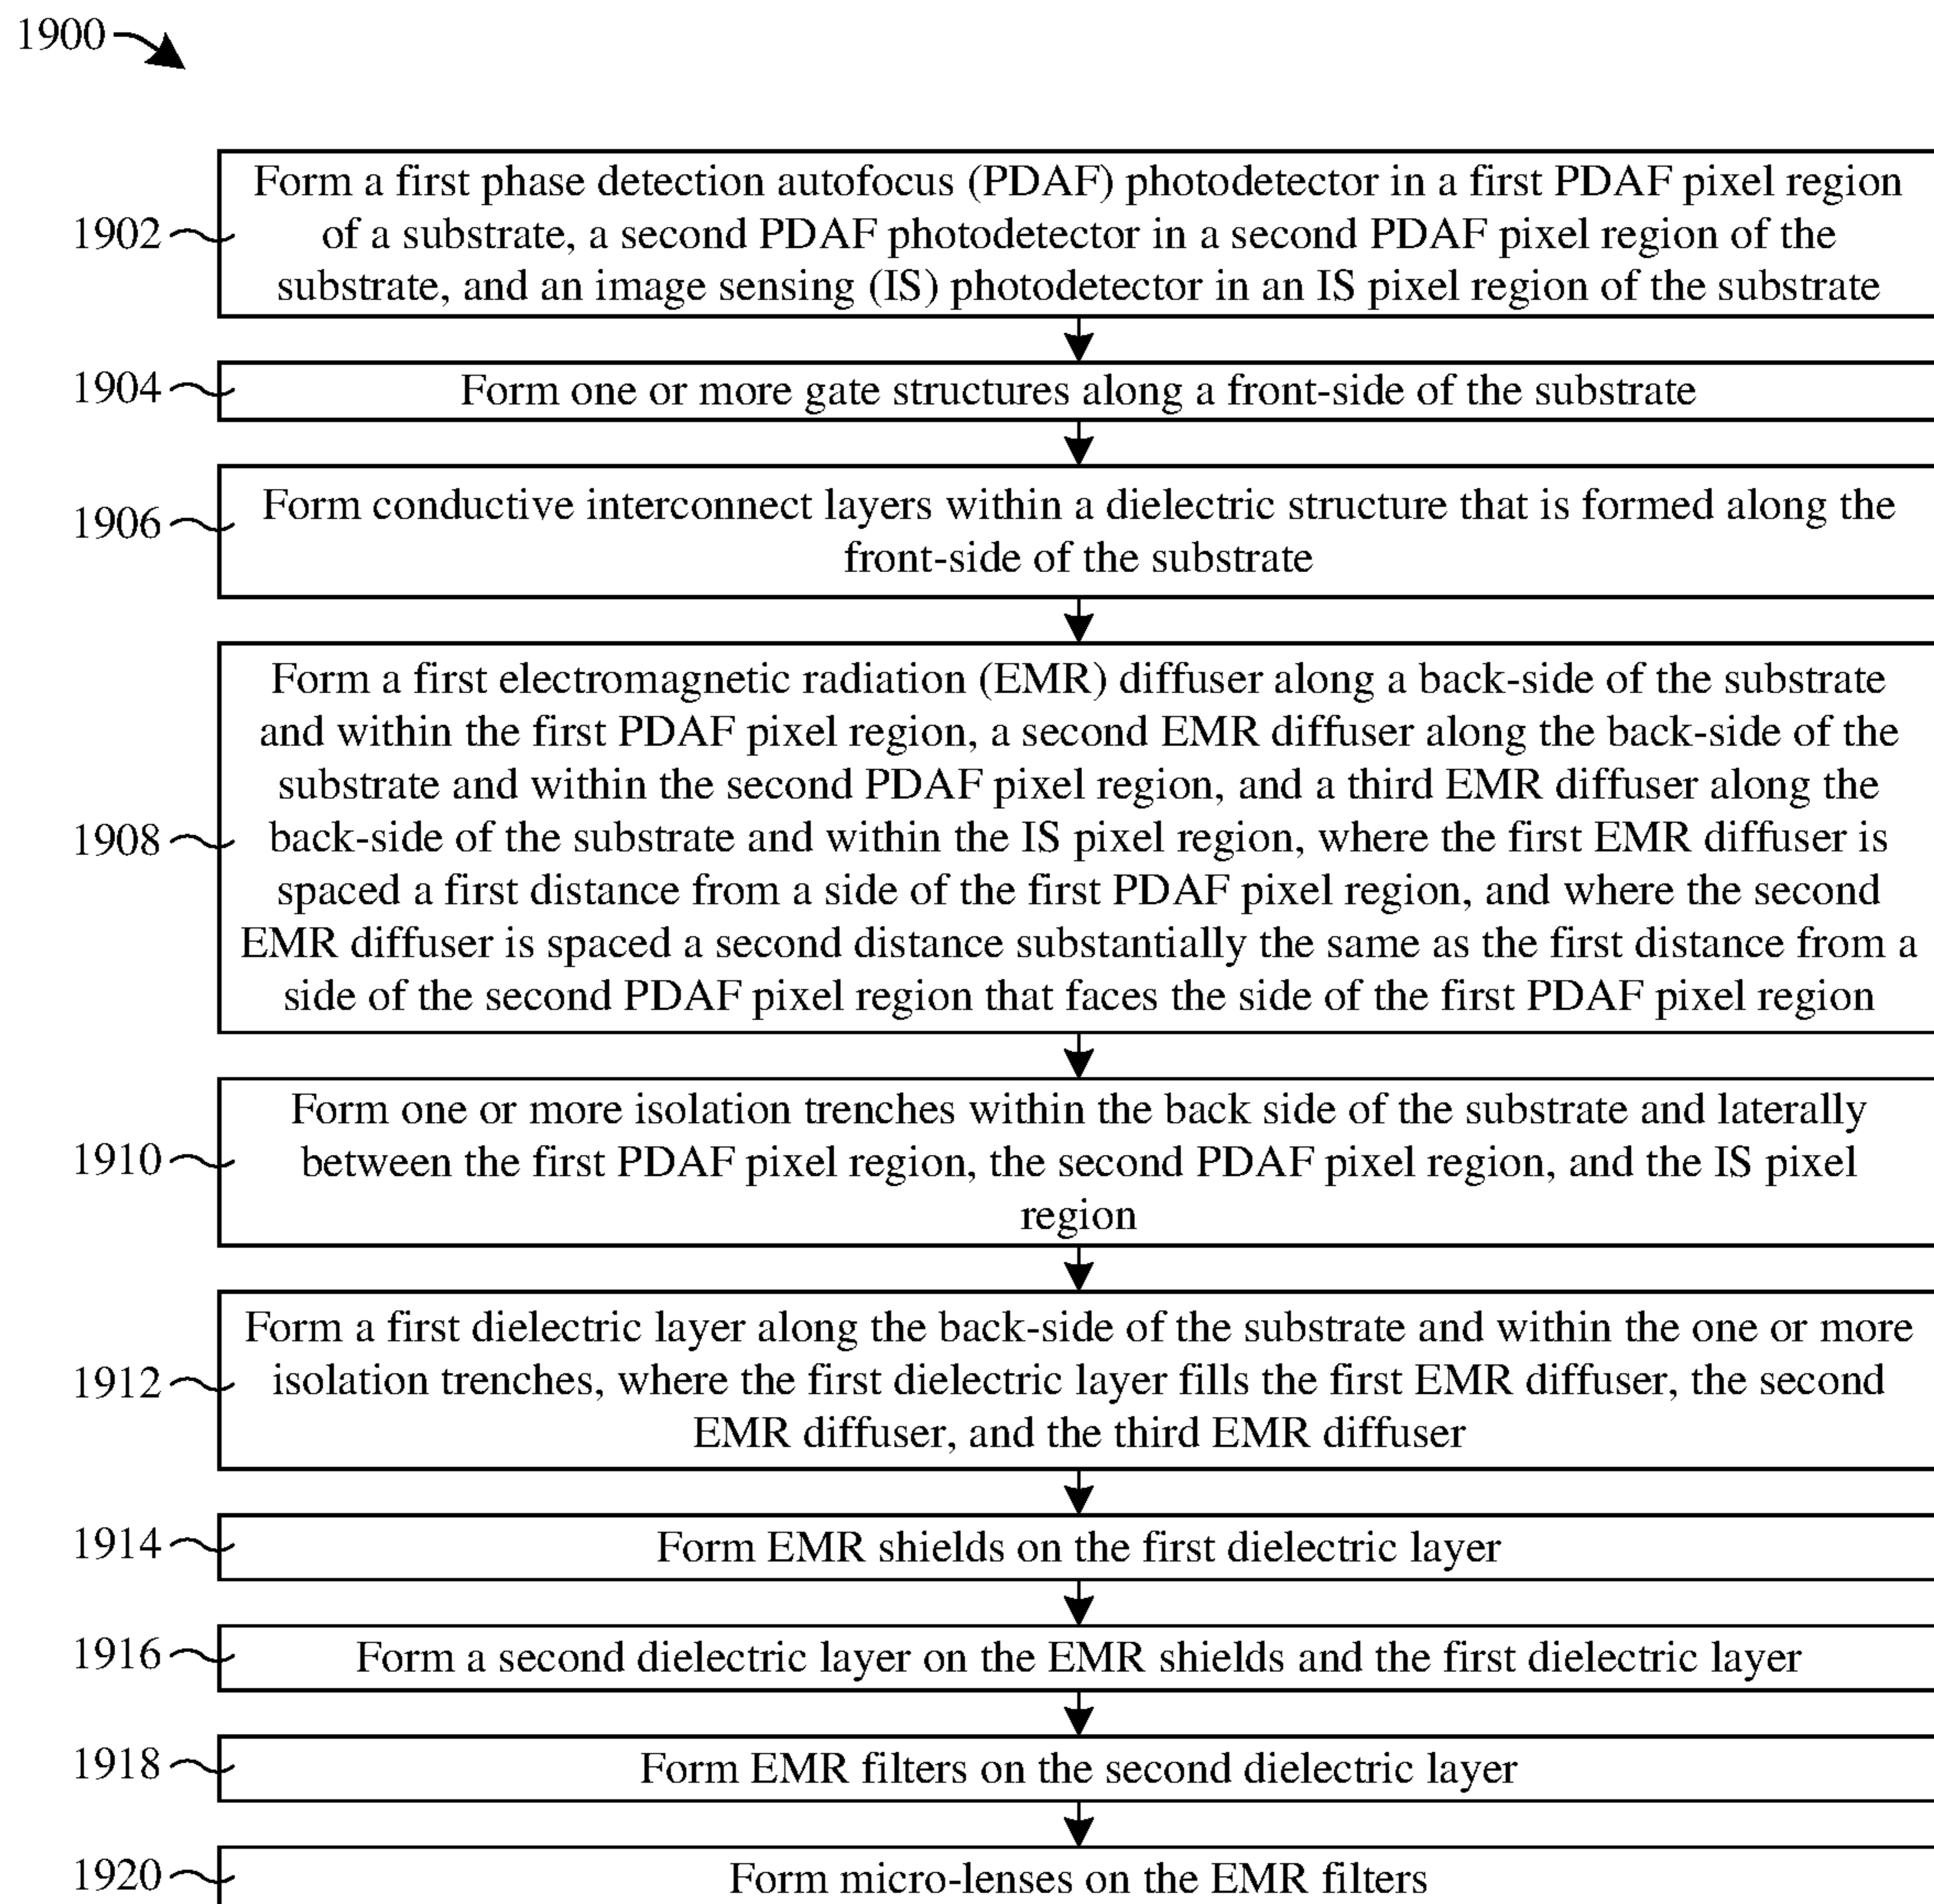 1900
1902
Form a first phase detection autofocus (PDAF) photodetector in a first PDAF pixel region
of a substrate, a second PDAF photodetector in a second PDAF pixel region of the
substrate, and an image sensing (IS) photodetector in an IS pixel region of the substrate
1904
Form one or more gate structures along a front-side of the substrate
1906
Form conductive interconnect layers within a dielectric structure that is formed along the
front-side of the substrate
1908
Form a first electromagnetic radiation (EMR) diffuser along a back-side of the substrate
and within the first PDAF pixel region, a second EMR diffuser along the back-side of the
substrate and within the second PDAF pixel region, and a third EMR diffuser along the
back-side of the substrate and within the IS pixel region, where the first EMR diffuser is
spaced a first distance from a side of the first PDAF pixel region, and where the second
EMR diffuser is spaced a second distance substantially the same as the first distance from a
side of the second PDAF pixel region that faces the side of the first PDAF pixel region
1910
Form one or more isolation trenches within the back side of the substrate and laterally
between the first PDAF pixel region, the second PDAF pixel region, and the IS pixel
region
1912
Form a first dielectric layer along the back-side of the substrate and within the one or more
isolation trenches, where the first dielectric layer fills the first EMR diffuser, the second
EMR diffuser, and the third EMR diffuser
1914
Form EMR shields on the first dielectric layer
1916
Form a second dielectric layer on the EMR shields and the first dielectric layer
1918
Form EMR filters on the second dielectric layer
1920
Form micro-lenses on the EMR filters